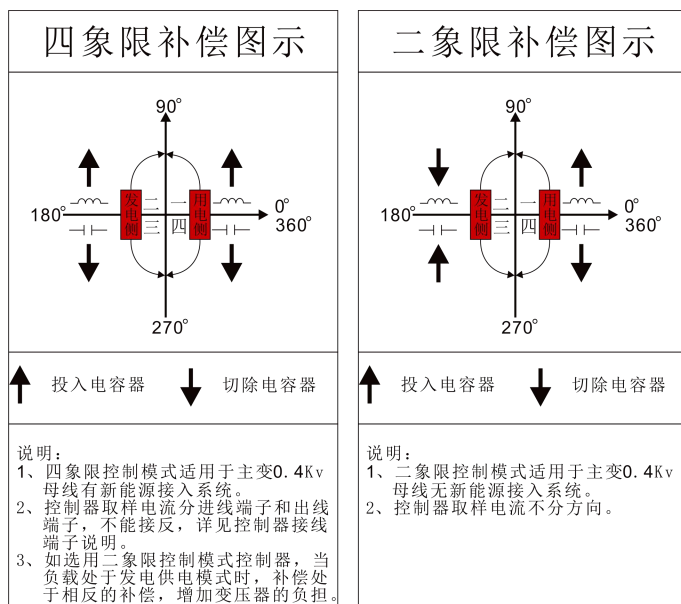 四象限补偿图示
90°
180°
发电侧
二
一
三
四
用电侧
0°
360°
270°
投入电容器
切除电容器
说明:
1、四象限控制模式适用于主变0.4Kv
母线有新能源接入系统。
2、控制器取样电流分进线端子和出线
端子，不能接反，详见控制器接线
端子说明。
3、如选用二象限控制模式控制器，当
负载处于发电供电模式时，补偿处
于相反的补偿，增加变压器的负担。
二象限补偿图示
90°
180°
发电侧
二
一
三
四
用电侧
0°
360°
270°
投入电容器
切除电容器
说明:
1、二象限控制模式适用于主变0.4Kv
母线无新能源接入系统。
2、控制器取样电流不分方向。